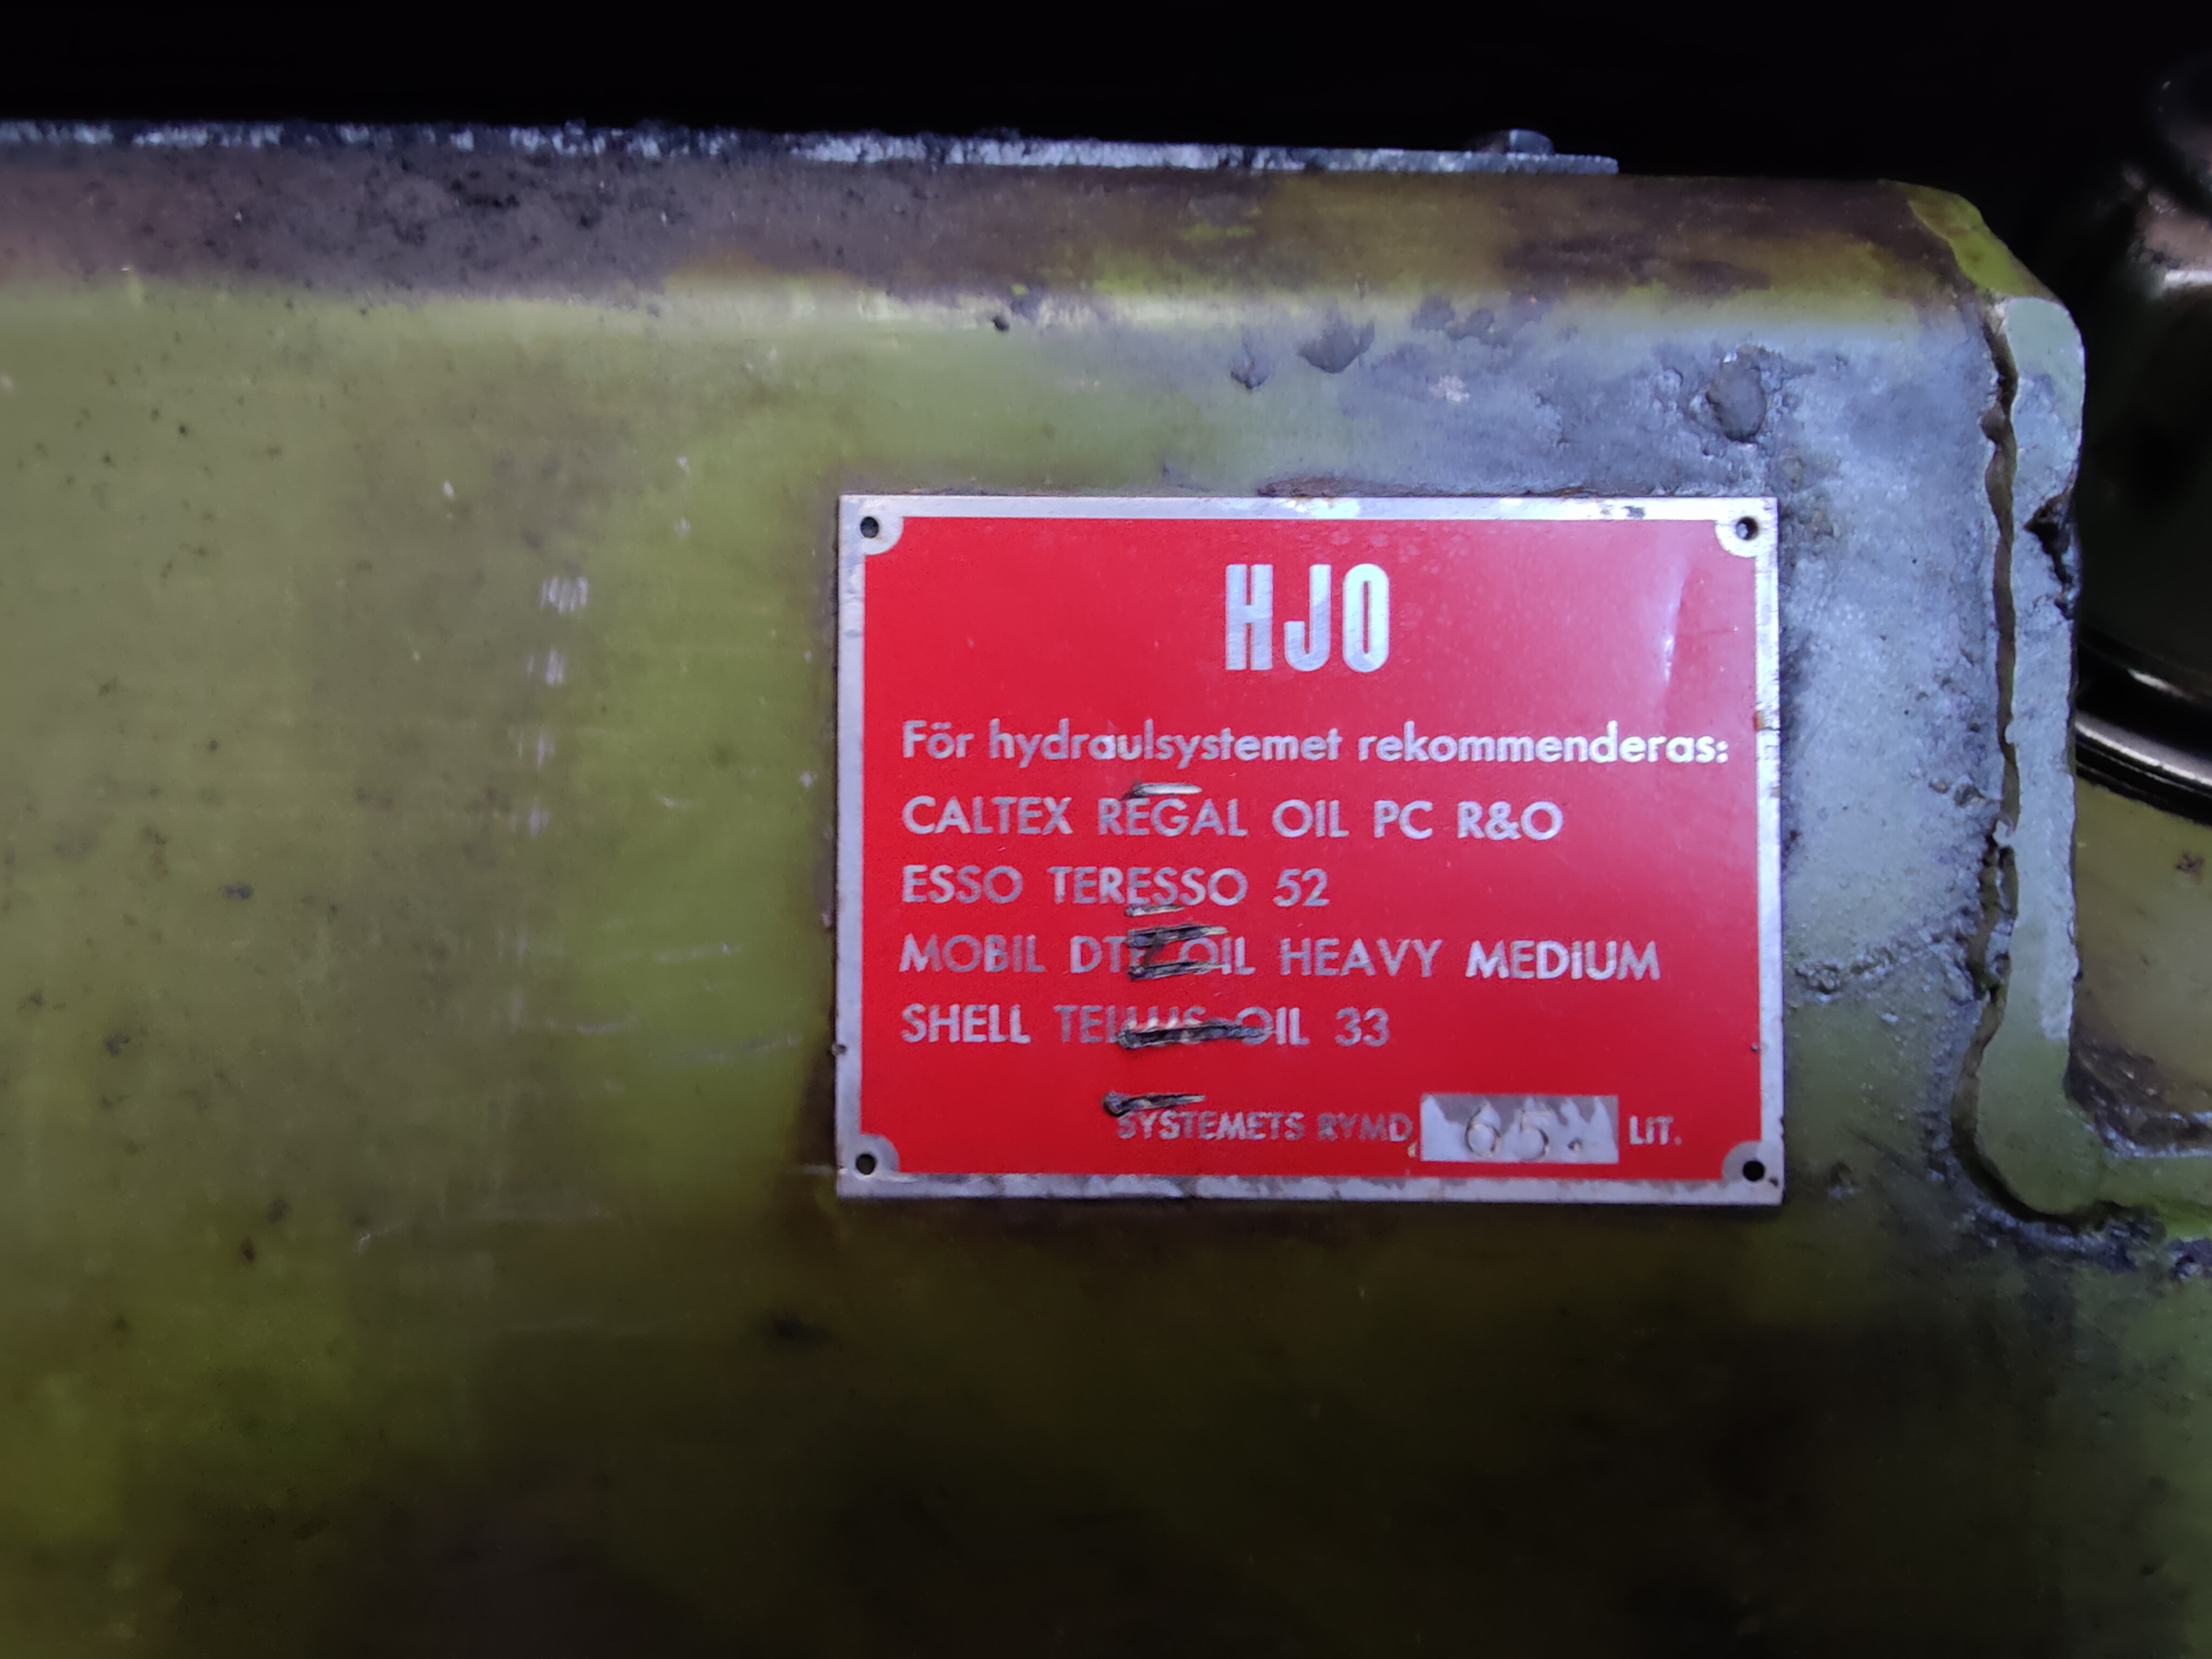 HJO
För hydraulsystemet rekommenderas:
CALTEX REGAL OIL PC R&O
ESSO TERESSO 52
MOBIL DTE OIL HEAVY MEDIUM
SHELL TELLUS OIL 33
SYSTEMETS RYMD, 65. LIT.